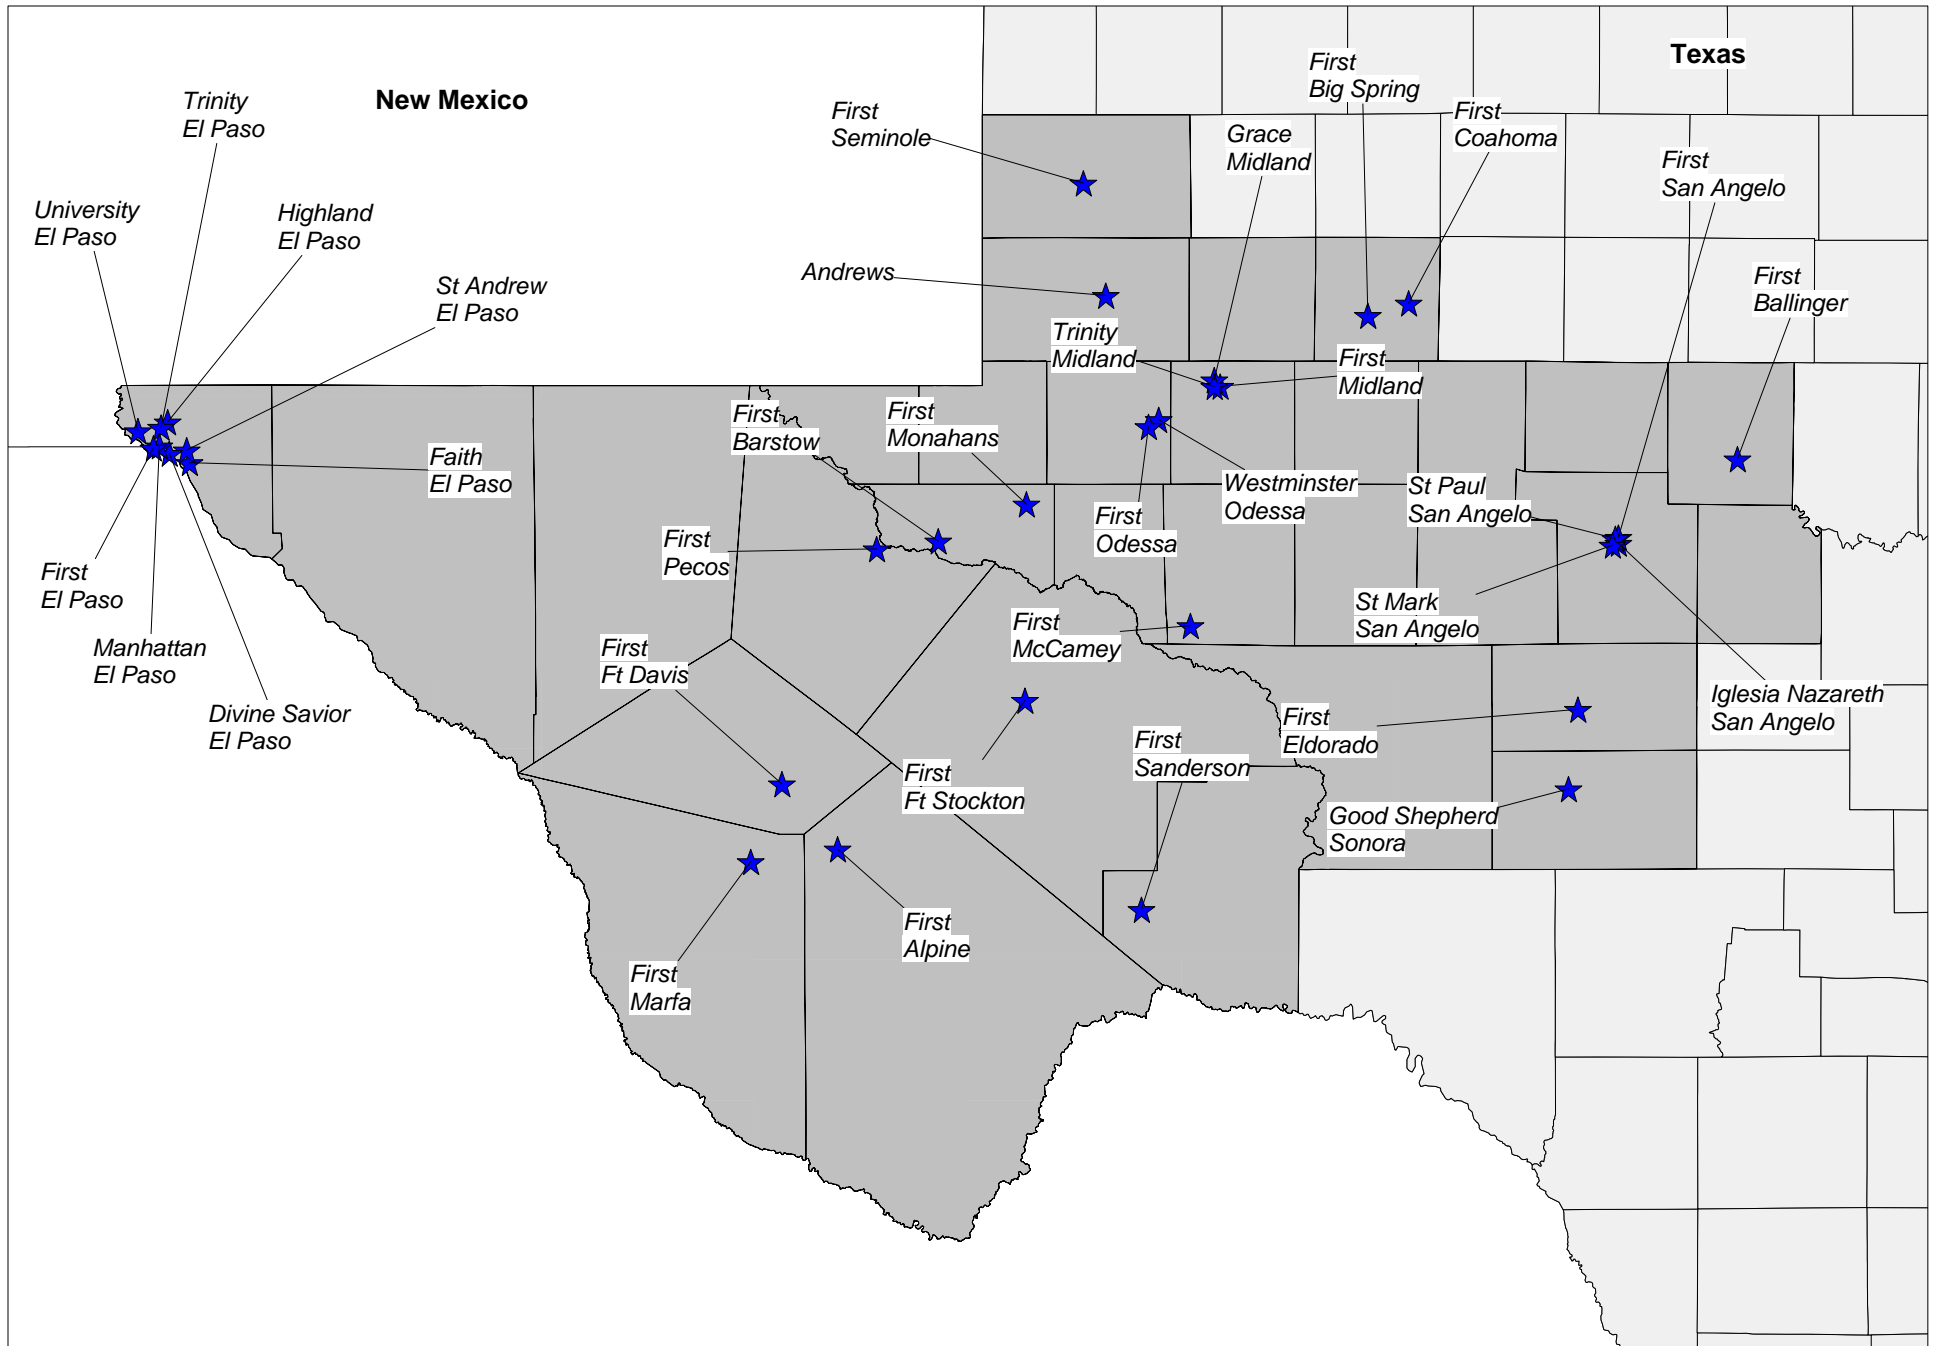 Texas
First
Big Spring
New Mexico
Trinity
El Paso
First
Seminole
First
Coahoma
Grace
Midland
First
San Angelo
University
El Paso
Highland
El Paso
Andrews
First
Ballinger
St Andrew
El Paso
Trinity
Midland
First
Midland
First
Barstow
First
Monahans
Faith
El Paso
Westminster
Odessa
St Paul
San Angelo
First
Odessa
First
Pecos
First
El Paso
St Mark
San Angelo
First
McCamey
Manhattan
El Paso
First
Ft Davis
Iglesia Nazareth
San Angelo
Divine Savior
El Paso
First
Eldorado
First
Sanderson
First
Ft Stockton
Good Shepherd
Sonora
First
Alpine
First
Marfa